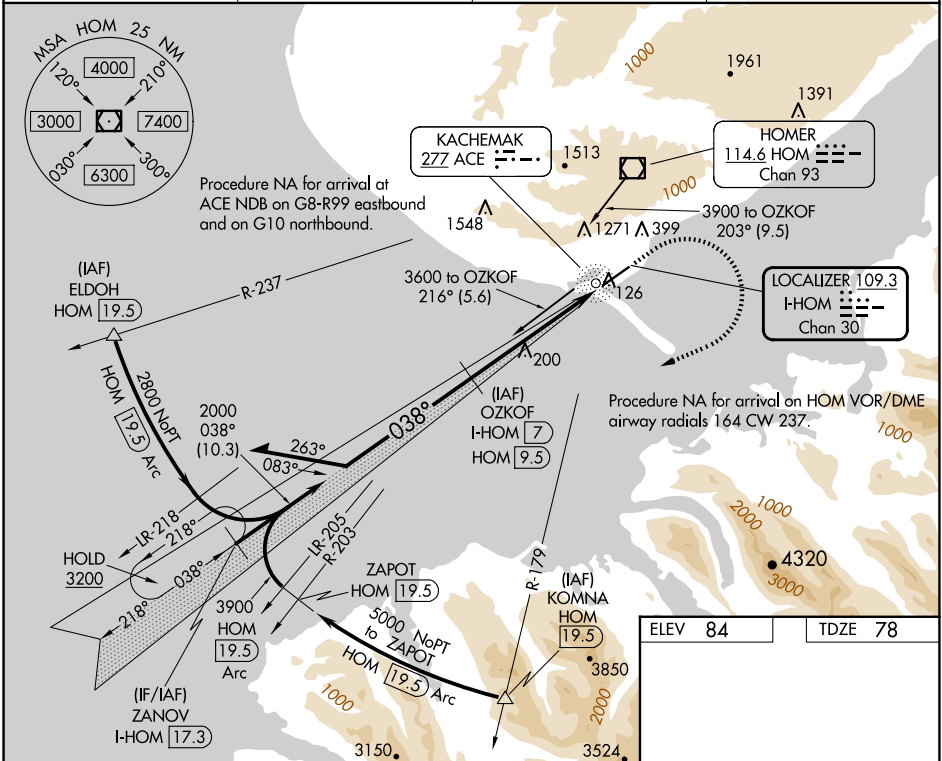 MSA HOM 25 NM
120°
4000
210°
3000
7400
030°
6300
300°
1000
1961
1391
KACHEMAK
277 ACE
1513
HOMER
114.6 HOM
Chan 93
Procedure NA for arrival at
ACE NDB on G8-R99 eastbound
and on G10 northbound.
1000
1548
1271
399
3900 to OZKOF
203° (9.5)
(IAF)
ELDOH
HOM 19.5
R-237
3600 to OZKOF
216° (5.6)
126
LOCALIZER 109.3
I-HOM
Chan 30
200
2800 NoPT
HOM 19.5 Arc
2000
038°
(10.3)
038°
(IAF)
OZKOF
I-HOM 7
HOM 9.5
Procedure NA for arrival on HOM VOR/DME
airway radials 164 CW 237.
1000
263°
083°
LR-218
218°
LR-205
R-203
R-179
1000
2000
4320
3000
HOLD
3200
038°
218°
ZAPOT
HOM 19.5
(IAF)
KOMNA
HOM
19.5
3900
HOM
19.5
Arc
5000 NoPT
to ZAPOT
HOM 19.5 Arc
ELEV 84
TDZE 78
3850
(IF/IAF)
ZANOV
I-HOM 17.3
1000
2000
3150
3524